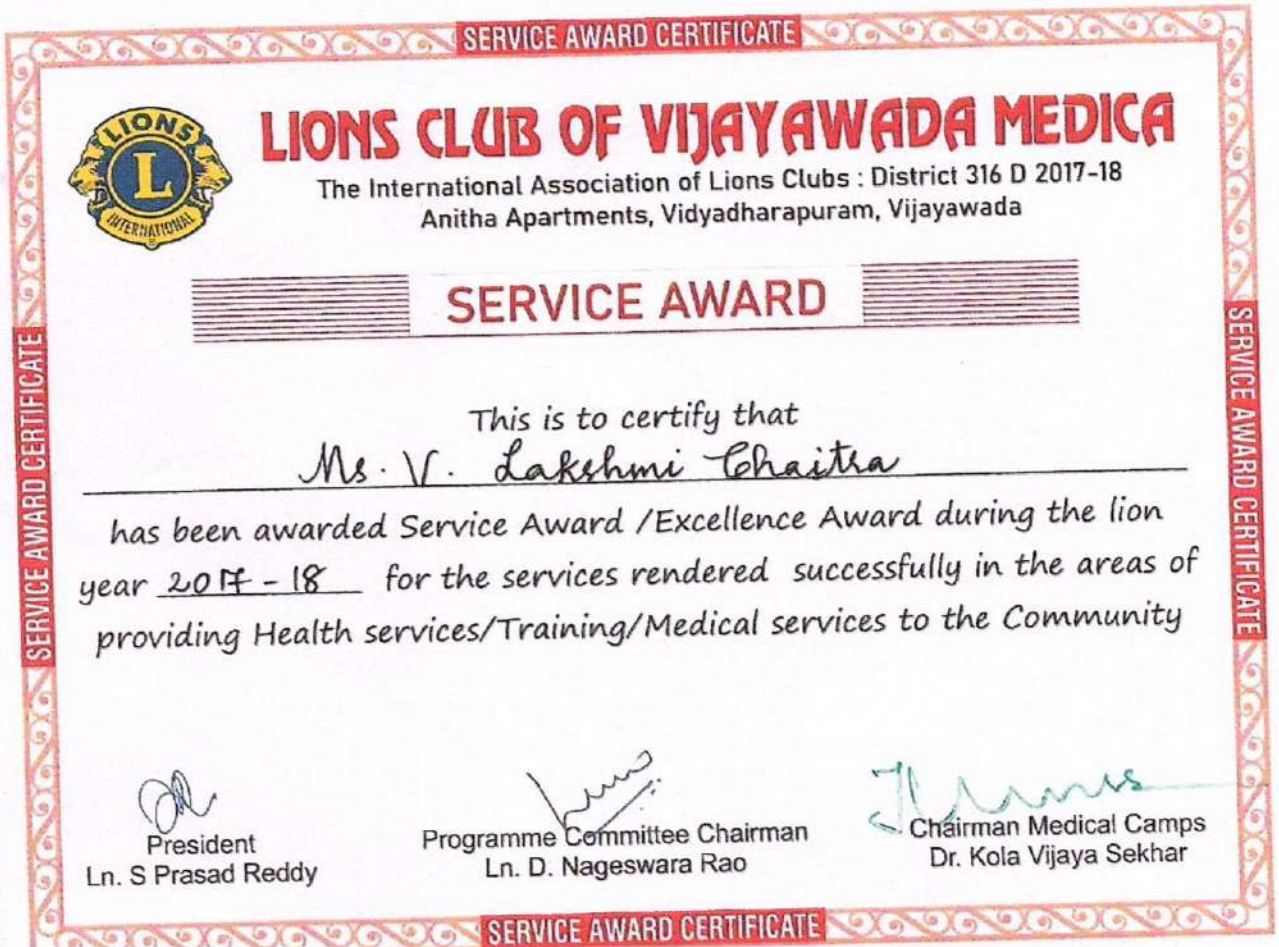 SERVICE AWARD CERTIFICATE
LIONS
L
INTERNATIONAL
LIONS CLUB OF VIJAYAWADA MEDICA
The International Association of Lions Clubs : District 316 D 2017-18
Anitha Apartments, Vidyadharapuram, Vijayawada
SERVICE AWARD
SERVICE AWARD CERTIFICATE
SERVICE AWARD CERTIFICATE
This is to certify that
Ms. V. Lakshmi Chaitra
has been awarded Service Award /Excellence Award during the lion
year 2017-18 for the services rendered successfully in the areas of
providing Health services/Training/Medical services to the Community
President
Ln. S Prasad Reddy
Programme Committee Chairman
Ln. D. Nageswara Rao
Chairman Medical Camps
Dr. Kola Vijaya Sekhar
SERVICE AWARD CERTIFICATE